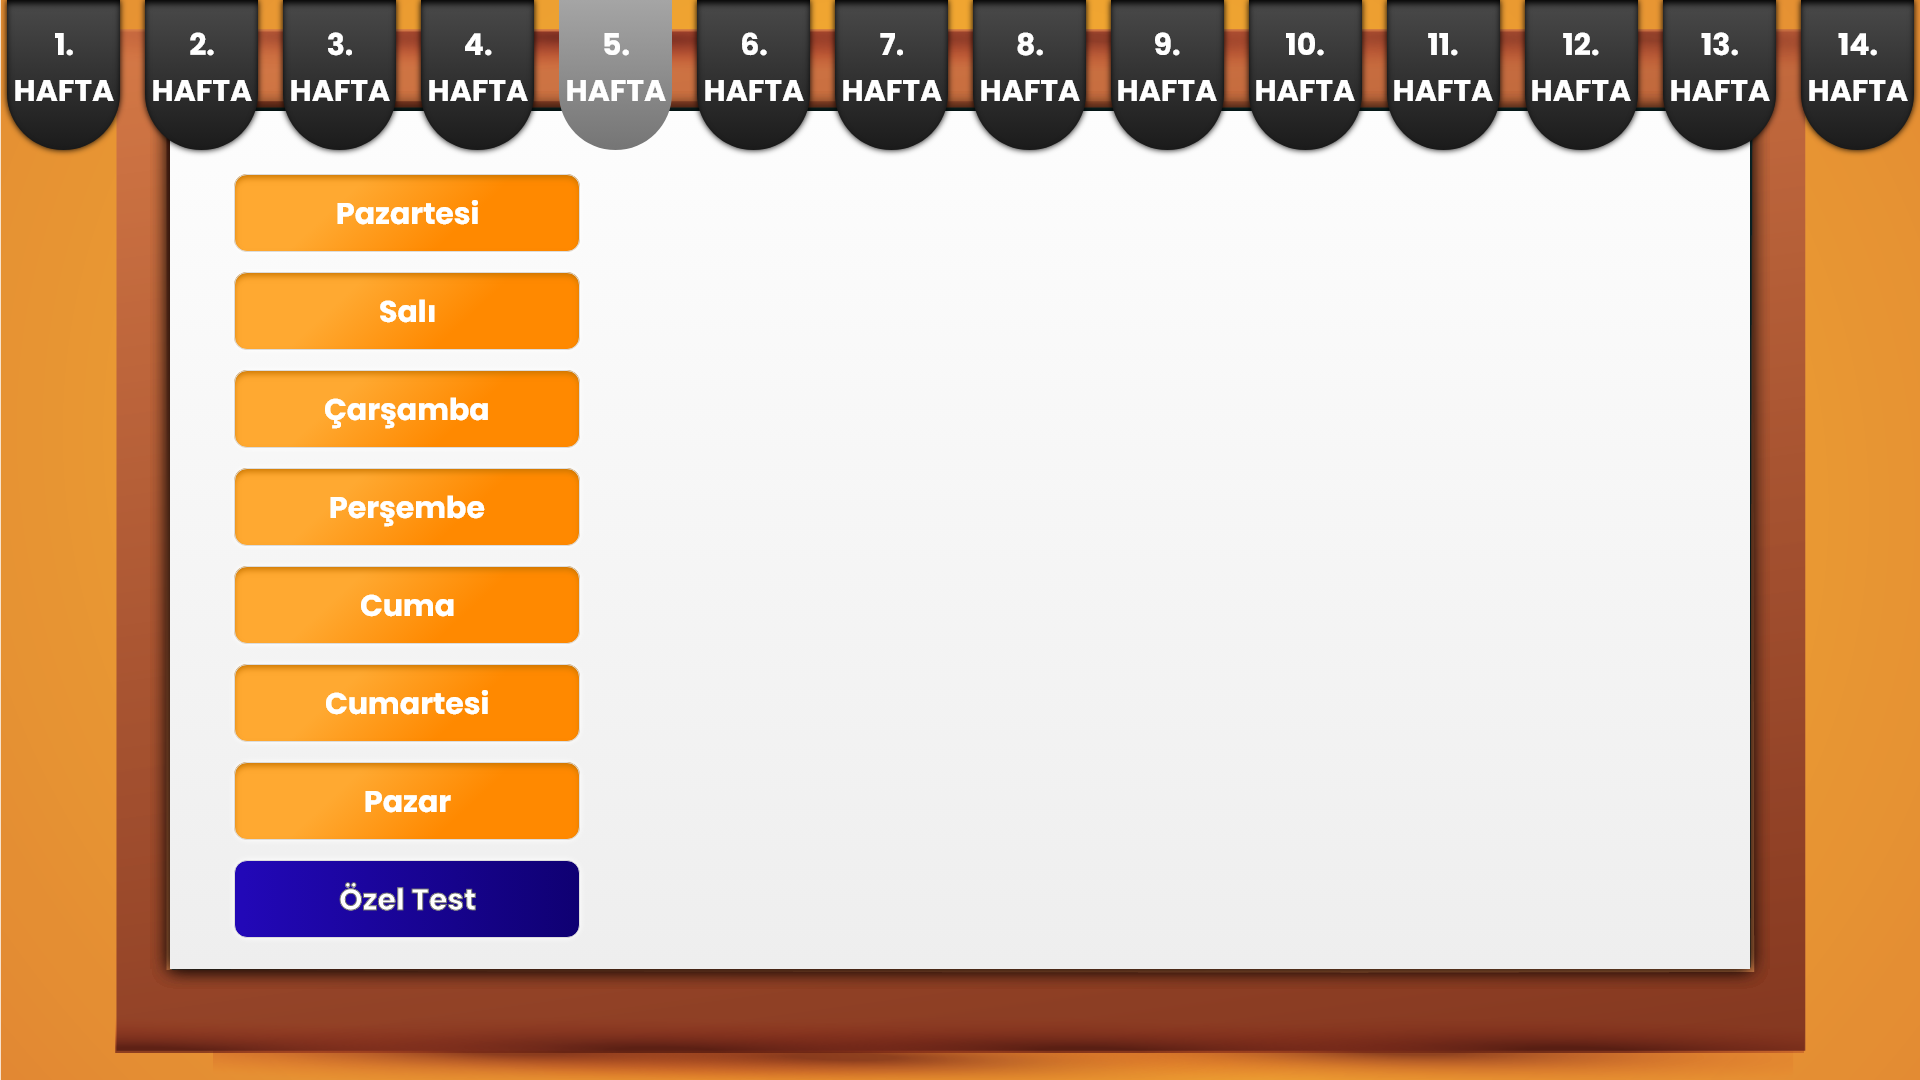 1.
HAFTA
2.
HAFTA
3.
HAFTA
4.
HAFTA
5.
HAFTA
6.
HAFTA
7.
HAFTA
8.
HAFTA
9.
HAFTA
10.
HAFTA
11.
HAFTA
12.
HAFTA
13.
HAFTA
14.
HAFTA
Pazartesi
Salı
Çarşamba
Perşembe
Cuma
Cumartesi
Pazar
Özel Test